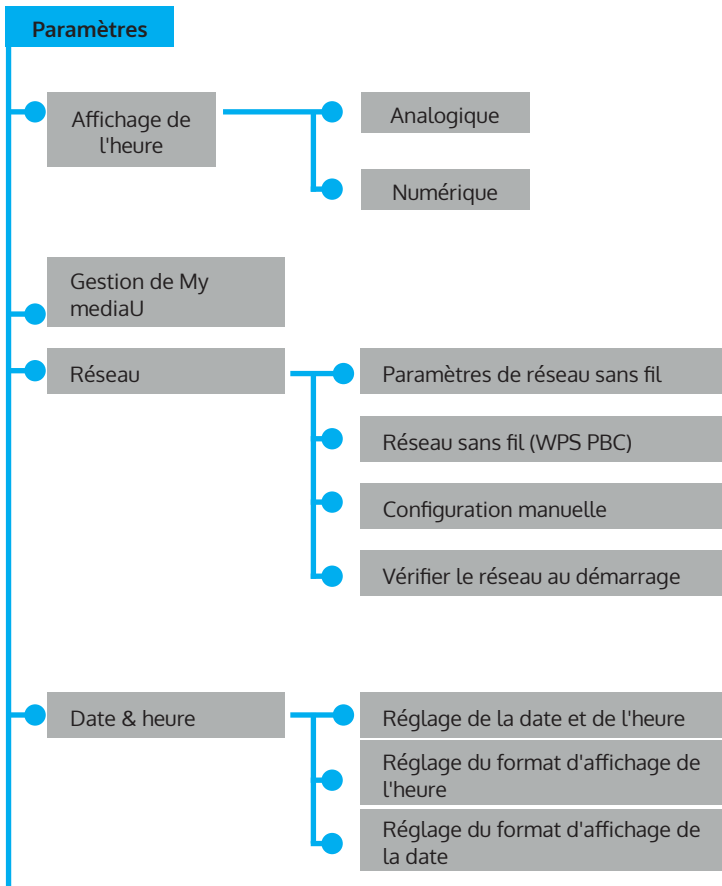 Paramètres
Affichage de
l'heure
Analogique
Numérique
Gestion de My
mediaU
Réseau
Paramètres de réseau sans fil
Réseau sans fil (WPS PBC)
Configuration manuelle
Vérifier le réseau au démarrage
Date & heure
Réglage de la date et de l'heure
Réglage du format d'affichage de
l'heure
Réglage du format d'affichage de
la date